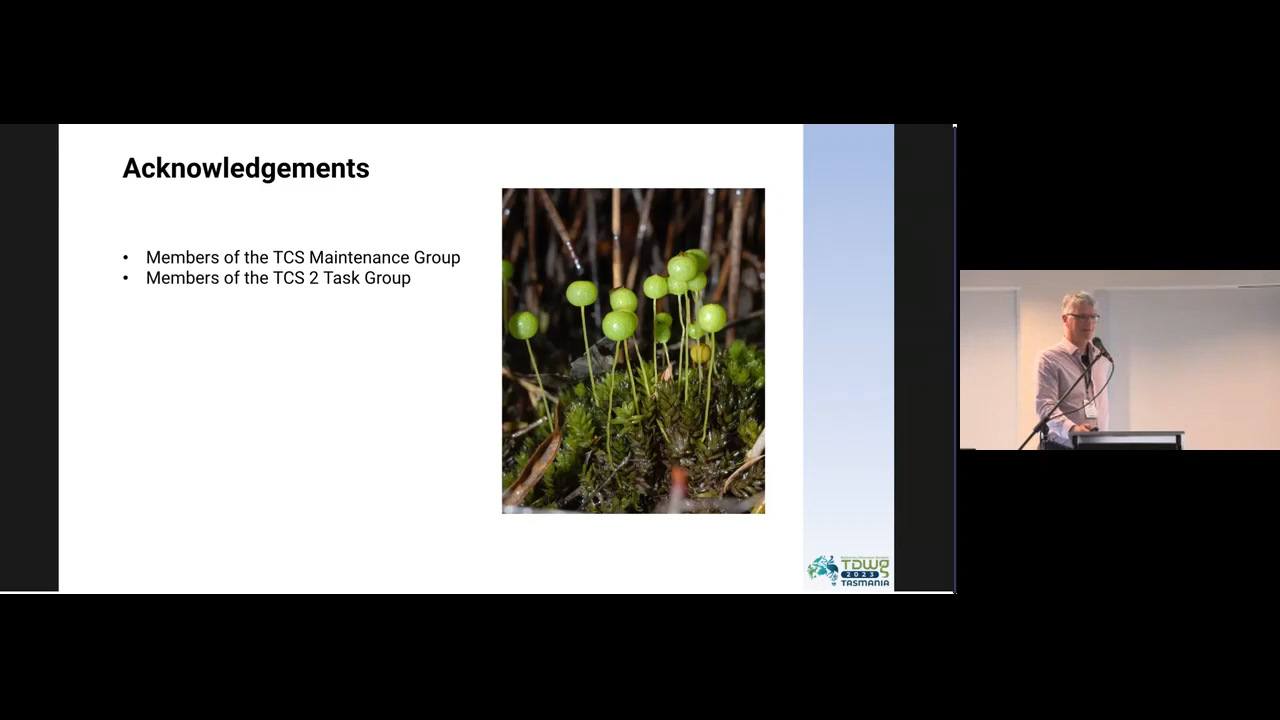 Acknowledgements
• Members of the TCS Maintenance Group
• Members of the TCS 2 Task Group
TDWG
2023
TASMANIA